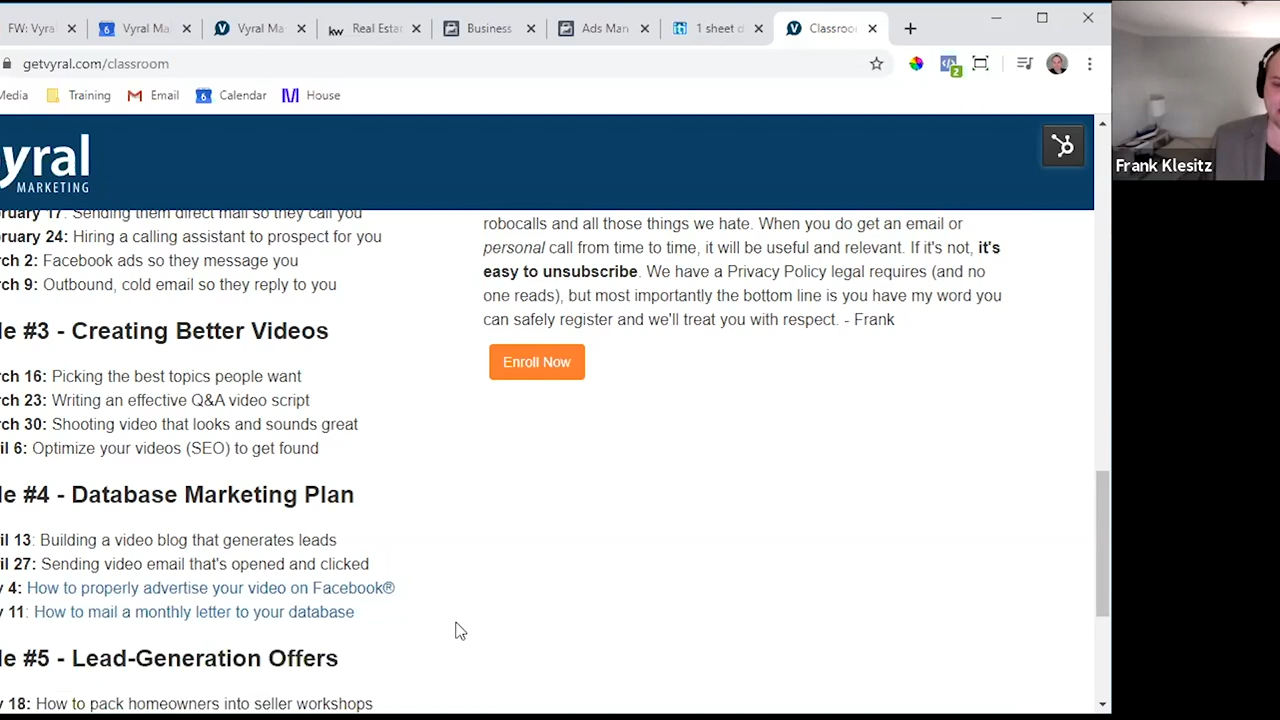 FW: Vyra
Vyral Ma
Vyral Ma
kw Real Estat
Business
Ads Man
1 sheet d
Classroo
getvyral.com/classroom
2
Media
Training
Email
6 Calendar
House
yral
MARKETING
Frank Klesitz
bruary 17: Sending them direct mail so they call you
bruary 24: Hiring a calling assistant to prospect for you
rch 2: Facebook ads so they message you
rch 9: Outbound, cold email so they reply to you
le #3 - Creating Better Videos
rch 16: Picking the best topics people want
rch 23: Writing an effective Q&A video script
rch 30: Shooting video that looks and sounds great
il 6: Optimize your videos (SEO) to get found
le #4 - Database Marketing Plan
il 13: Building a video blog that generates leads
il 27: Sending video email that's opened and clicked
y 4: How to properly advertise your video on Facebook®
y 11: How to mail a monthly letter to your database
le #5 - Lead-Generation Offers
y 18: How to pack homeowners into seller workshops
robocalls and all those things we hate. When you do get an email or
personal call from time to time, it will be useful and relevant. If it's not, it's
easy to unsubscribe. We have a Privacy Policy legal requires (and no
one reads), but most importantly the bottom line is you have my word you
can safely register and we'll treat you with respect. - Frank
Enroll Now